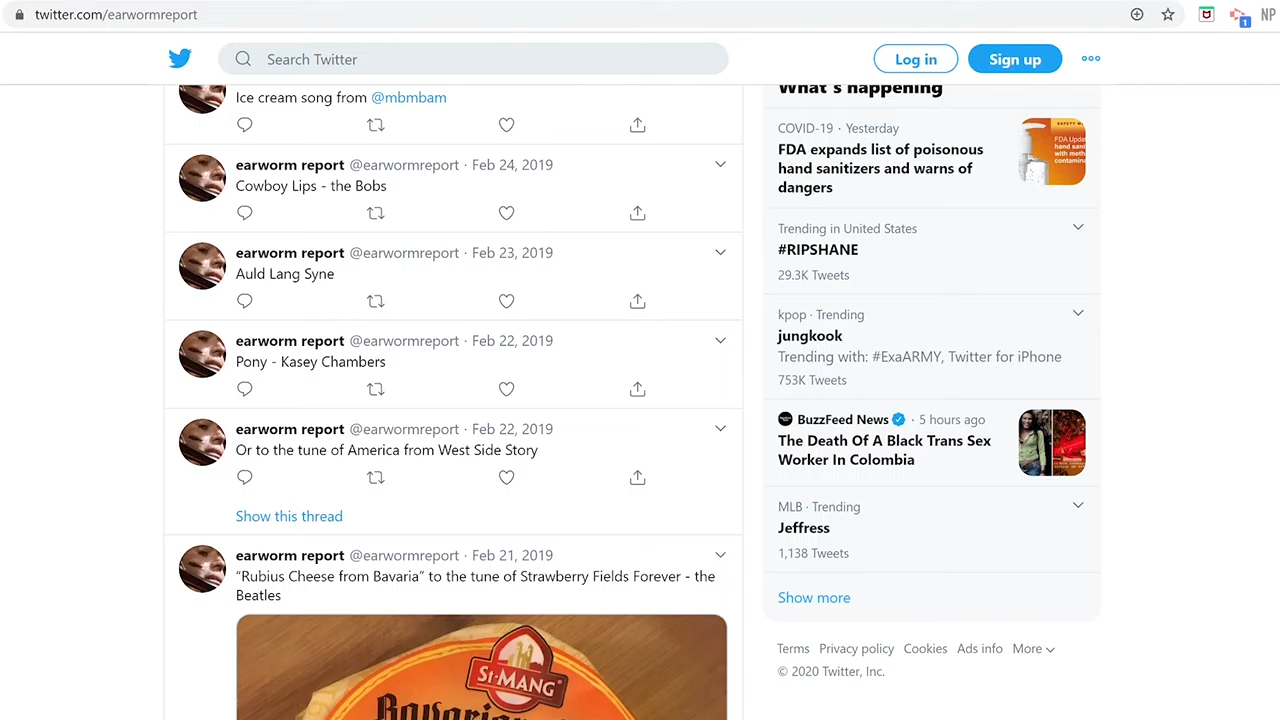 twitter.com/earwormreport
1
NP
Search Twitter
Log in
Sign up
Ice cream song from @mbmbam
earworm report @earwormreport · Feb 24, 2019
Cowboy Lips - the Bobs
earworm report @earwormreport · Feb 23, 2019
Auld Lang Syne
earworm report @earwormreport · Feb 22, 2019
Pony - Kasey Chambers
earworm report @earwormreport · Feb 22, 2019
Or to the tune of America from West Side Story
Show this thread
earworm report @earwormreport · Feb 21, 2019
“Rubius Cheese from Bavaria” to the tune of Strawberry Fields Forever - the
Beatles
St-MANG
What's happening
COVID-19 · Yesterday
FDA expands list of poisonous
hand sanitizers and warns of
dangers
Trending in United States
#RIPSHANE
29.3K Tweets
kpop · Trending
jungkook
Trending with: #ExaARMY, Twitter for iPhone
753K Tweets
BuzzFeed News · 5 hours ago
The Death Of A Black Trans Sex
Worker In Colombia
MLB · Trending
Jeffress
1,138 Tweets
Show more
Terms Privacy policy Cookies Ads info More
© 2020 Twitter, Inc.